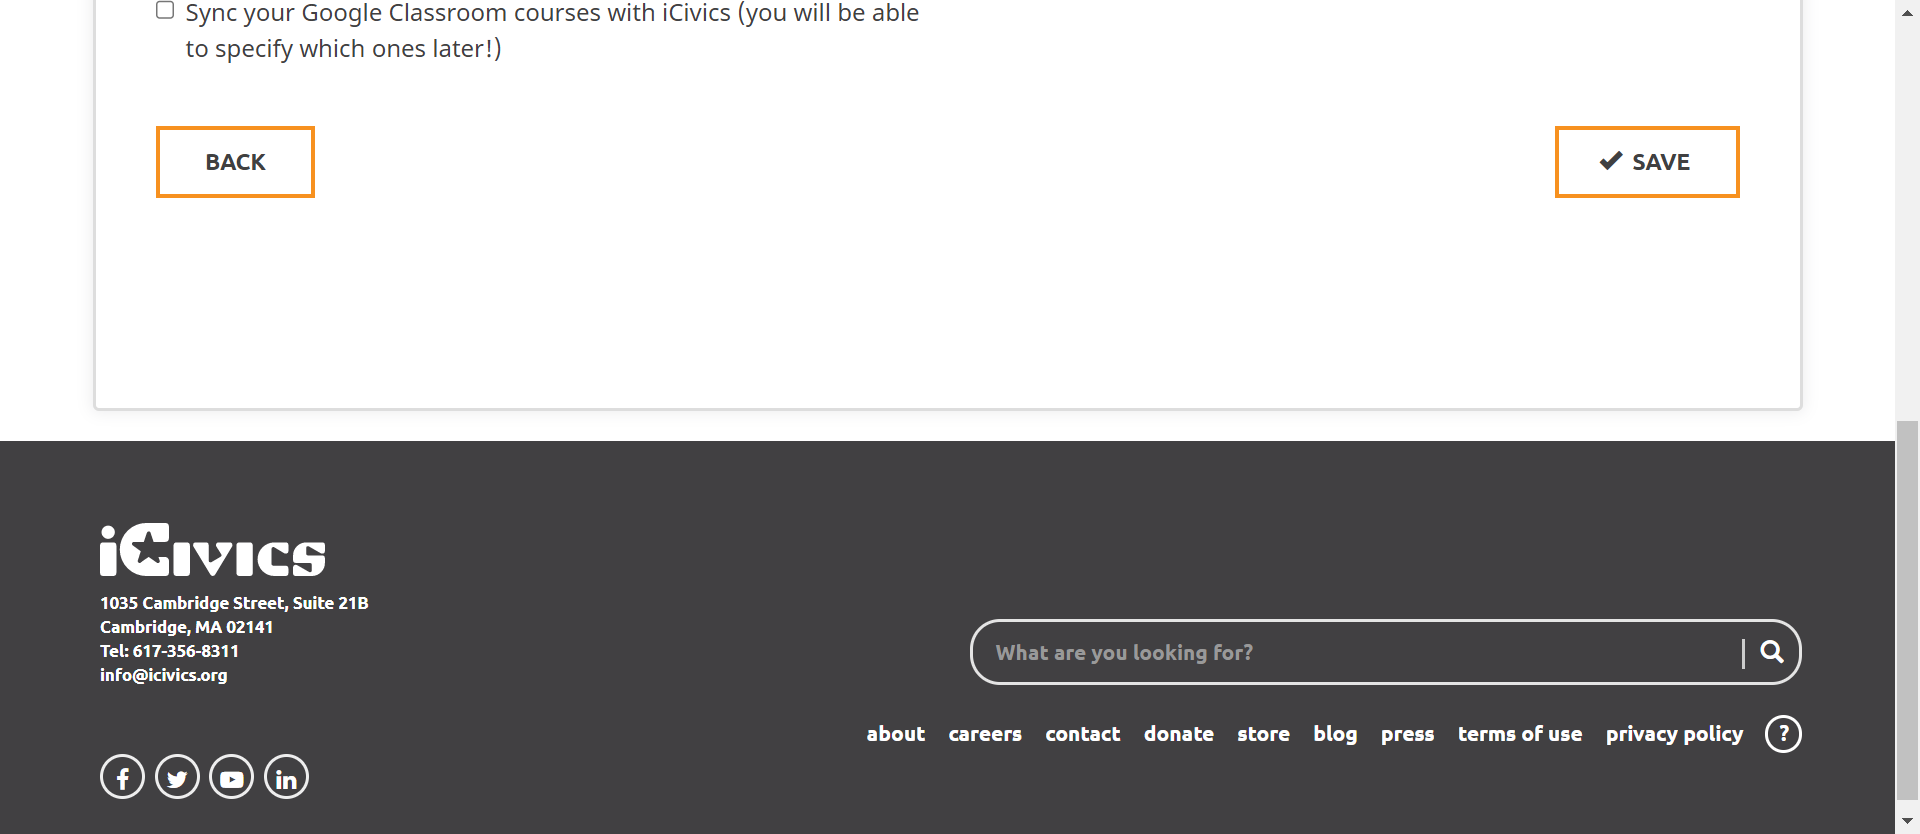 Sync your Google Classroom courses with iCivics (you will be able
to specify which ones later!)
BACK
SAVE
iCivics
1035 Cambridge Street, Suite 21B
Cambridge, MA 02141
Tel: 617-356-8311
info@icivics.org
What are you looking for?
about careers contact donate store blog press terms of use privacy policy ?